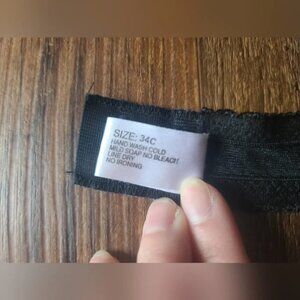 SIZE: 34C
HAND WASH COLD
MILD SOAP NO BLEACH
LINE DRY
NO IRONING